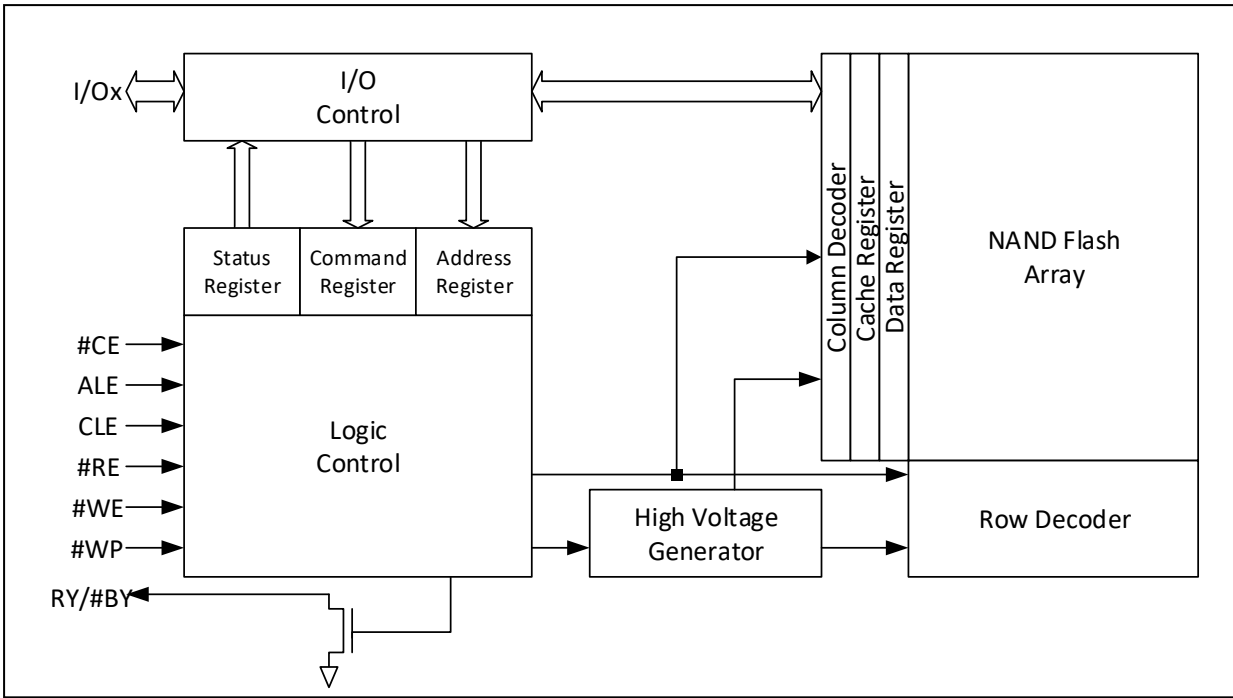 I/Ox
I/O
Control
Column Decoder
Cache Register
Data Register
NAND Flash
Array
Status
Register
Command
Register
Address
Register
#CE
ALE
CLE
#RE
#WE
#WP
RY/#BY
Logic
Control
High Voltage
Generator
Row Decoder